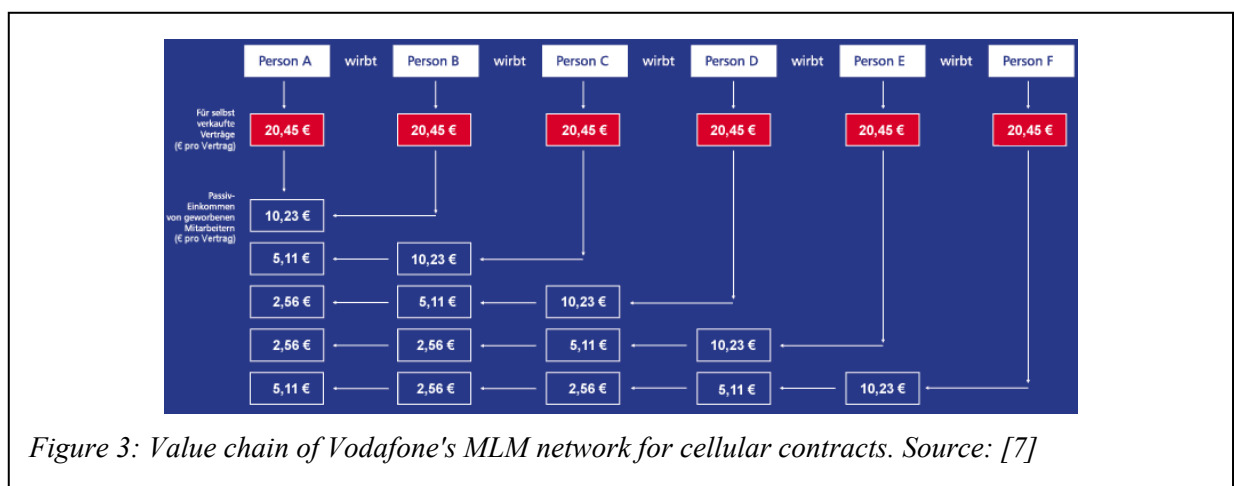 Person A wirbt Person B wirbt Person C wirbt Person D wirbt Person E wirbt Person F
Für selbst
verkaufte
Verträge
(€ pro Vertrag)
20,45 € 20,45 € 20,45 € 20,45 € 20,45 € 20,45 €
Passiv-
Einkommen
von geworbenen
Mitarbeitern
(€ pro Vertrag)
10,23 €
5,11 € 10,23 €
2,56 € 5,11 € 10,23 €
2,56 € 2,56 € 5,11 € 10,23 €
5,11 € 2,56 € 2,56 € 5,11 € 10,23 €
Figure 3: Value chain of Vodafone's MLM network for cellular contracts. Source: [7]